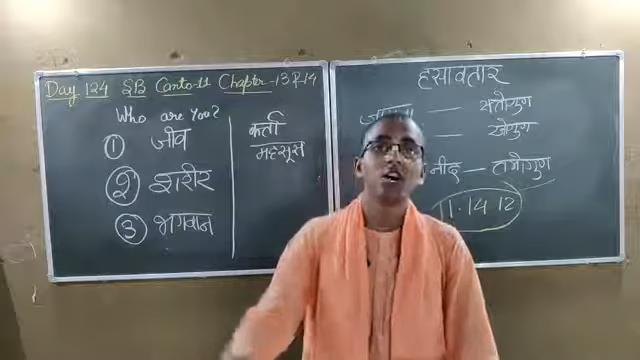 Day 124 SB Canto-11 Chapter-13 & 14
Who are You?
① जीव
② शरीर
③ भगवान
कर्ता
महसूस
हंसावतार
— सतोगुण
— रजोगुण
नींद — तमोगुण
1.14.12